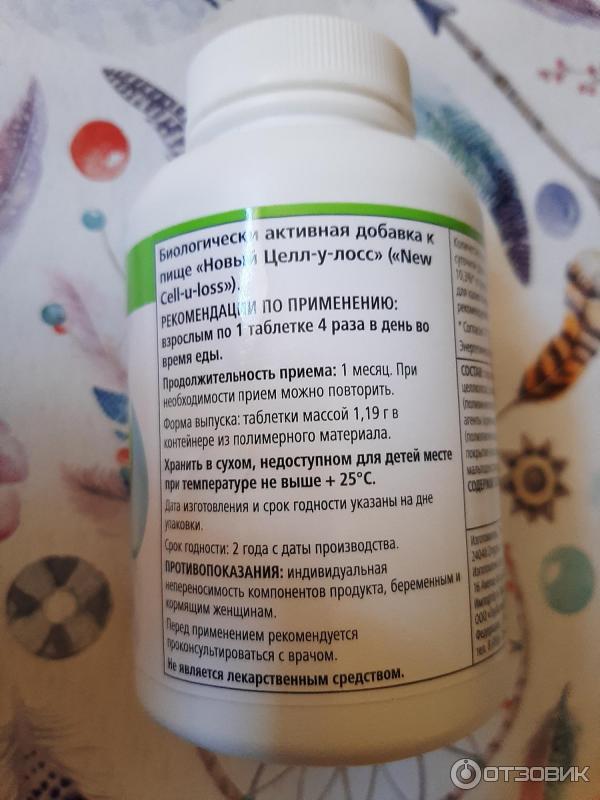 Биологически активная добавка к
пище «Новый Целл-у-лосс» («New
Cell-u-loss»).
РЕКОМЕНДАЦИИ ПО ПРИМЕНЕНИЮ:
взрослым по 1 таблетке 4 раза в день во
время еды.
Продолжительность приема: 1 месяц. При
необходимости прием можно повторить.
Форма выпуска: таблетки массой 1,19 г в
контейнере из полимерного материала.
Хранить в сухом, недоступном для детей месте
при температуре не выше + 25°C.
Дата изготовления и срок годности указаны на дне
упаковки.
Срок годности: 2 года с даты производства.
ПРОТИВОПОКАЗАНИЯ: индивидуальная
непереносимость компонентов продукта, беременным и
кормящим женщинам.
Перед применением рекомендуется
проконсультироваться с врачом.
Не является лекарственным средством.
10,3%*
СОСТАВ:
ОТЗОВИК